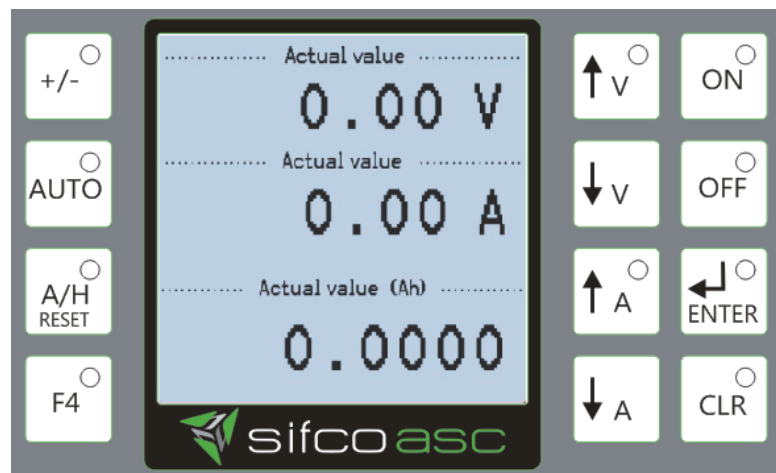 +/-
AUTO
A/H
RESET
F4
Actual value
0.00 V
Actual value
0.00 A
Actual value (Ah)
0.0000
sifco asc
V
ON
V
OFF
A
ENTER
A
CLR